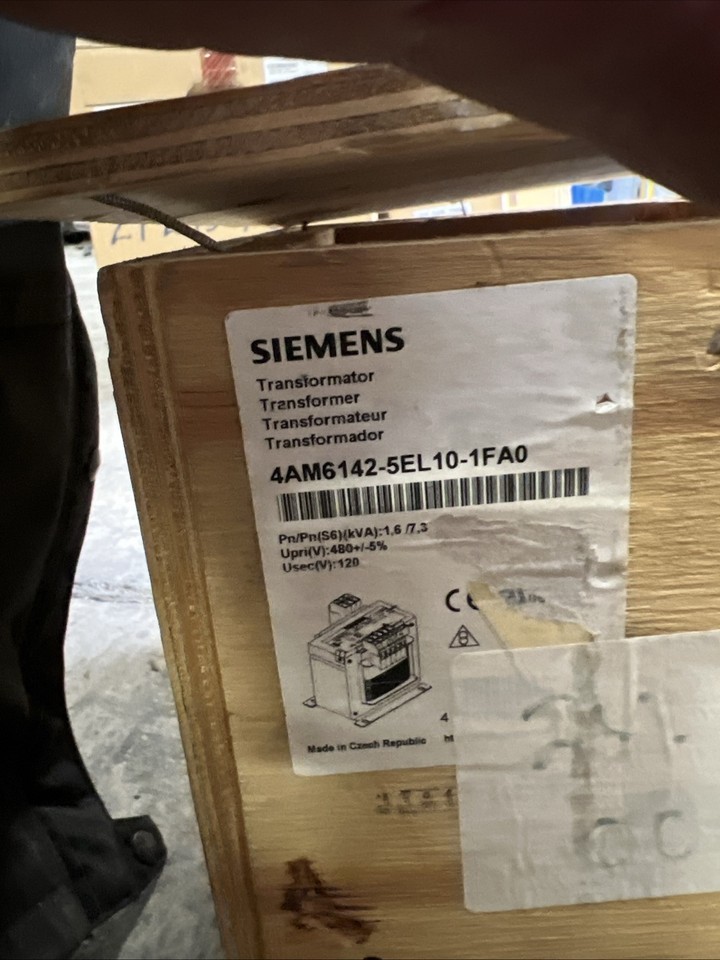 SIEMENS
Transformator
Transformer
Transformateur
Transformador
4AM6142-5EL10-1FA0
Pn/Pn(S6)(kVA):1,6 /7,3
Upri(V):480+/-5%
Usec(V):120
CE
4
Made in Czech Republic